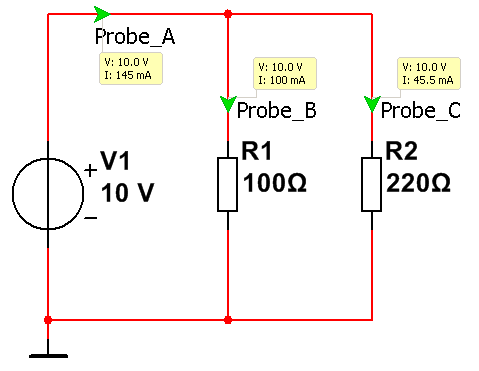 Probe_A
V: 10.0 V
I: 145 mA
V: 10.0 V
I: 100 mA
Probe_B
V: 10.0 V
I: 45.5 mA
Probe_C
+ V1
10 V
−
R1
100Ω
R2
220Ω